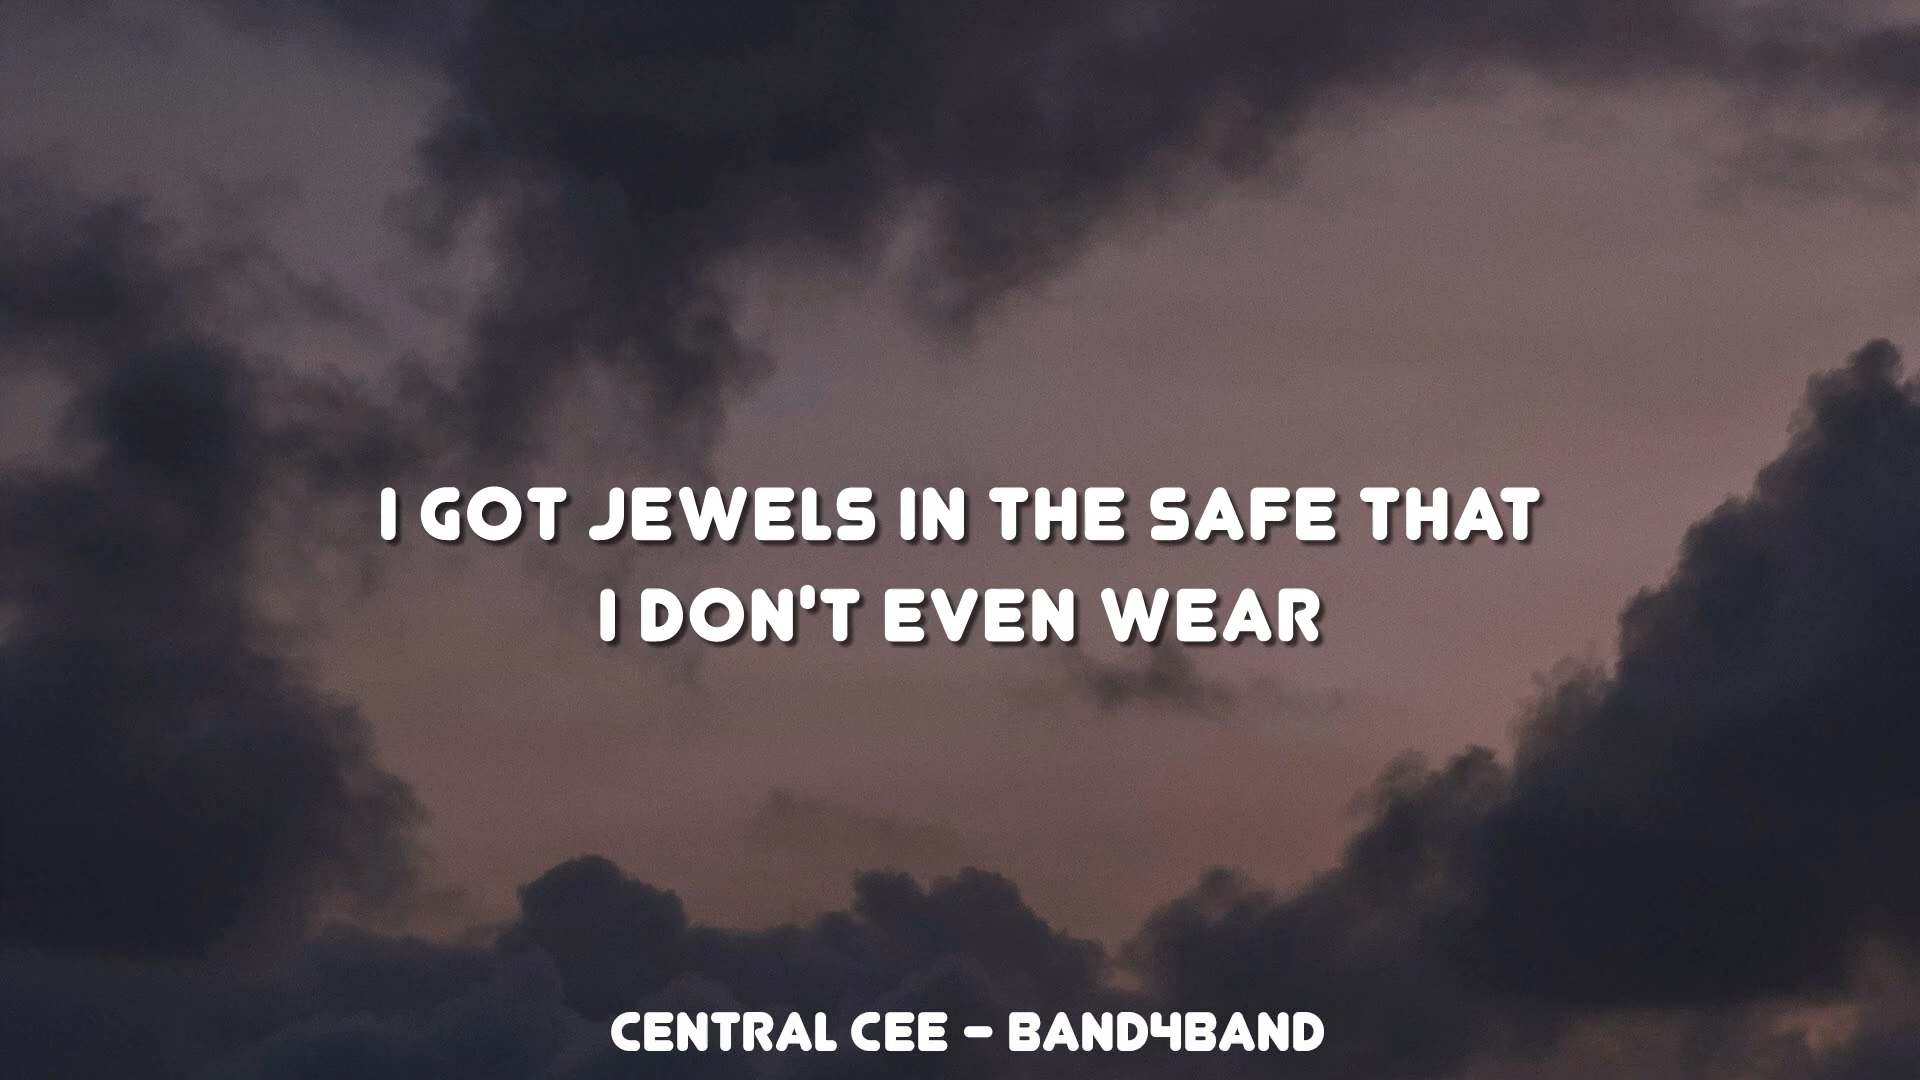 I GOT JEWELS IN THE SAFE THAT
I DON'T EVEN WEAR
CENTRAL CEE - BAND4BAND